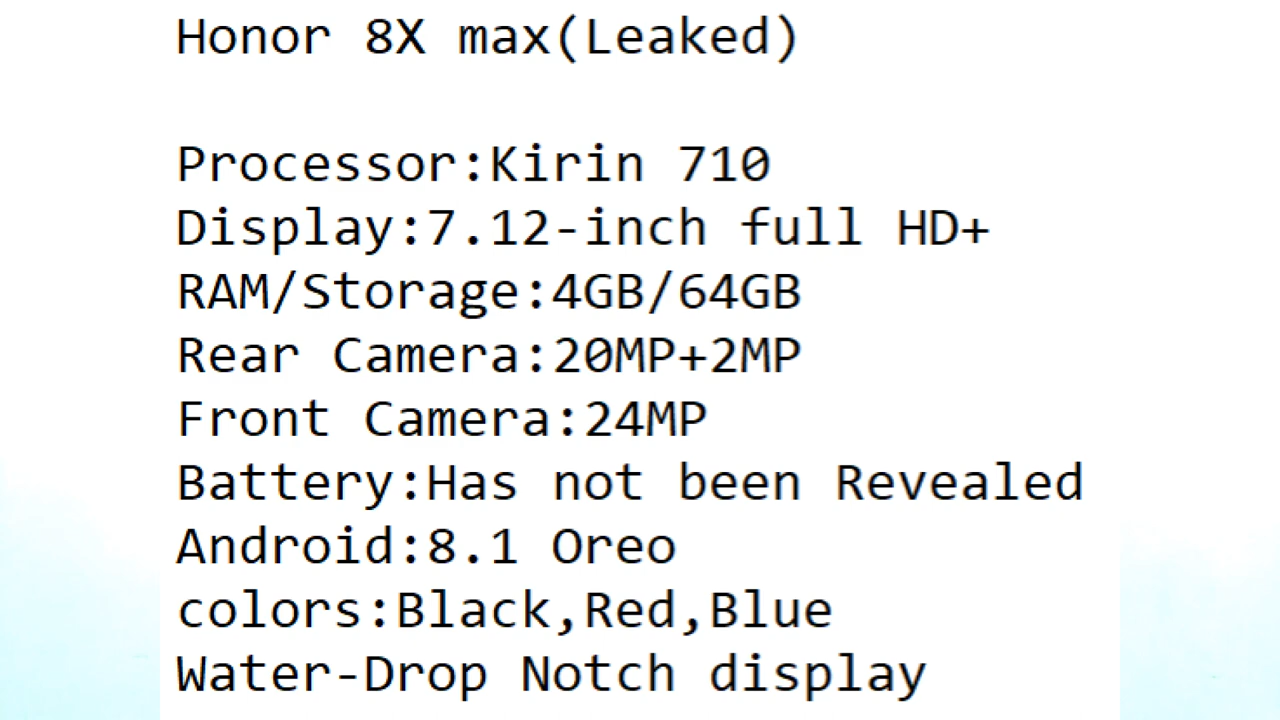 Honor 8X max(Leaked)
Processor:Kirin 710
Display:7.12-inch full HD+
RAM/Storage:4GB/64GB
Rear Camera:20MP+2MP
Front Camera:24MP
Battery:Has not been Revealed
Android:8.1 Oreo
colors:Black,Red,Blue
Water-Drop Notch display